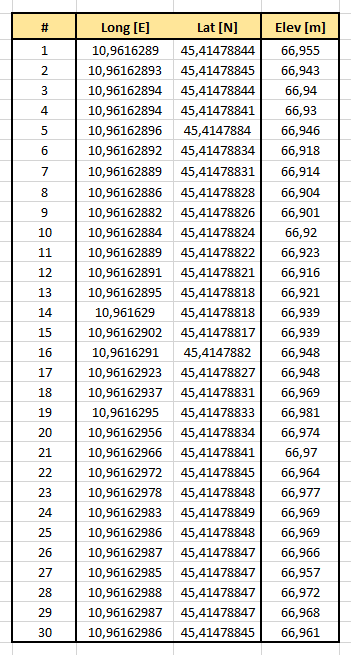 # Long [E] Lat [N] Elev [m]
1 10,9616289 45,41478844 66,955
2 10,96162893 45,41478845 66,943
3 10,96162894 45,41478844 66,94
4 10,96162894 45,41478841 66,93
5 10,96162896 45,4147884 66,946
6 10,96162892 45,41478834 66,918
7 10,96162889 45,41478831 66,914
8 10,96162886 45,41478828 66,904
9 10,96162882 45,41478826 66,901
10 10,96162884 45,41478824 66,92
11 10,96162889 45,41478822 66,923
12 10,96162891 45,41478821 66,916
13 10,96162895 45,41478818 66,921
14 10,961629 45,41478818 66,939
15 10,96162902 45,41478817 66,939
16 10,9616291 45,4147882 66,948
17 10,96162923 45,41478827 66,948
18 10,96162937 45,41478831 66,969
19 10,9616295 45,41478833 66,981
20 10,96162956 45,41478834 66,974
21 10,96162966 45,41478841 66,97
22 10,96162972 45,41478845 66,964
23 10,96162978 45,41478848 66,977
24 10,96162983 45,41478849 66,969
25 10,96162986 45,41478848 66,969
26 10,96162987 45,41478847 66,966
27 10,96162985 45,41478847 66,957
28 10,96162988 45,41478847 66,972
29 10,96162987 45,41478847 66,968
30 10,96162986 45,41478845 66,961